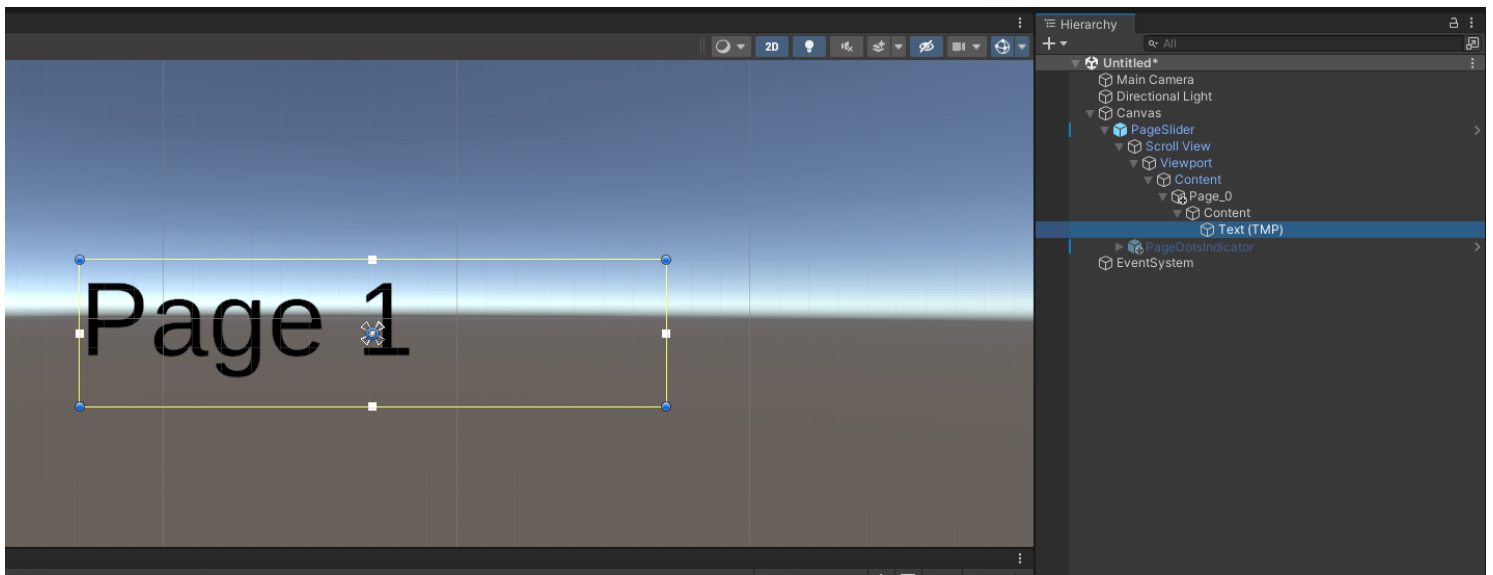 Hierarchy
2D
All
Untitled*
Main Camera
Directional Light
Canvas
PageSlider
Scroll View
Viewport
Content
Page_0
Content
Text (TMP)
PageDotsIndicator
EventSystem
Page 1